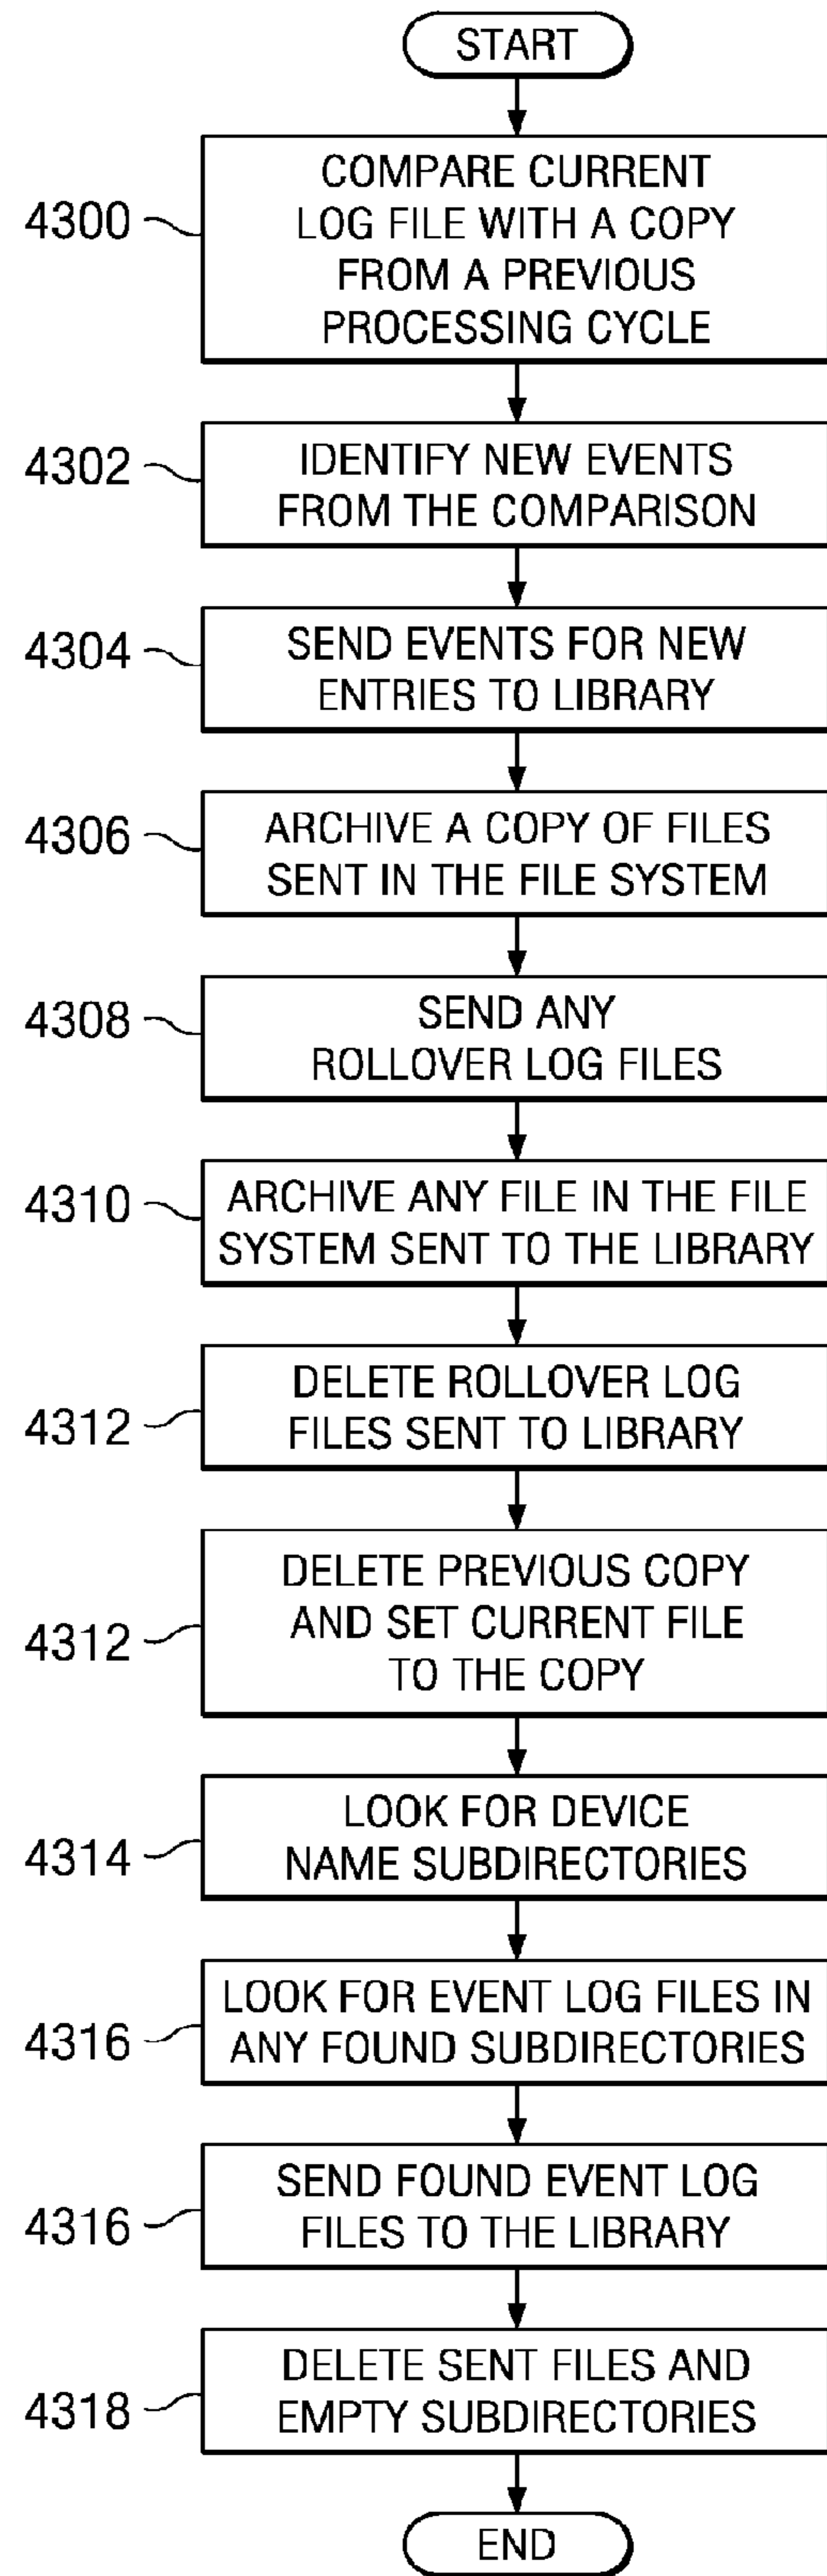 START
4300
COMPARE CURRENT
LOG FILE WITH A COPY
FROM A PREVIOUS
PROCESSING CYCLE
4302
IDENTIFY NEW EVENTS
FROM THE COMPARISON
4304
SEND EVENTS FOR NEW
ENTRIES TO LIBRARY
4306
ARCHIVE A COPY OF FILES
SENT IN THE FILE SYSTEM
4308
SEND ANY
ROLLOVER LOG FILES
4310
ARCHIVE ANY FILE IN THE FILE
SYSTEM SENT TO THE LIBRARY
4312
DELETE ROLLOVER LOG
FILES SENT TO LIBRARY
4312
DELETE PREVIOUS COPY
AND SET CURRENT FILE
TO THE COPY
4314
LOOK FOR DEVICE
NAME SUBDIRECTORIES
4316
LOOK FOR EVENT LOG FILES IN
ANY FOUND SUBDIRECTORIES
4316
SEND FOUND EVENT LOG
FILES TO THE LIBRARY
4318
DELETE SENT FILES AND
EMPTY SUBDIRECTORIES
END